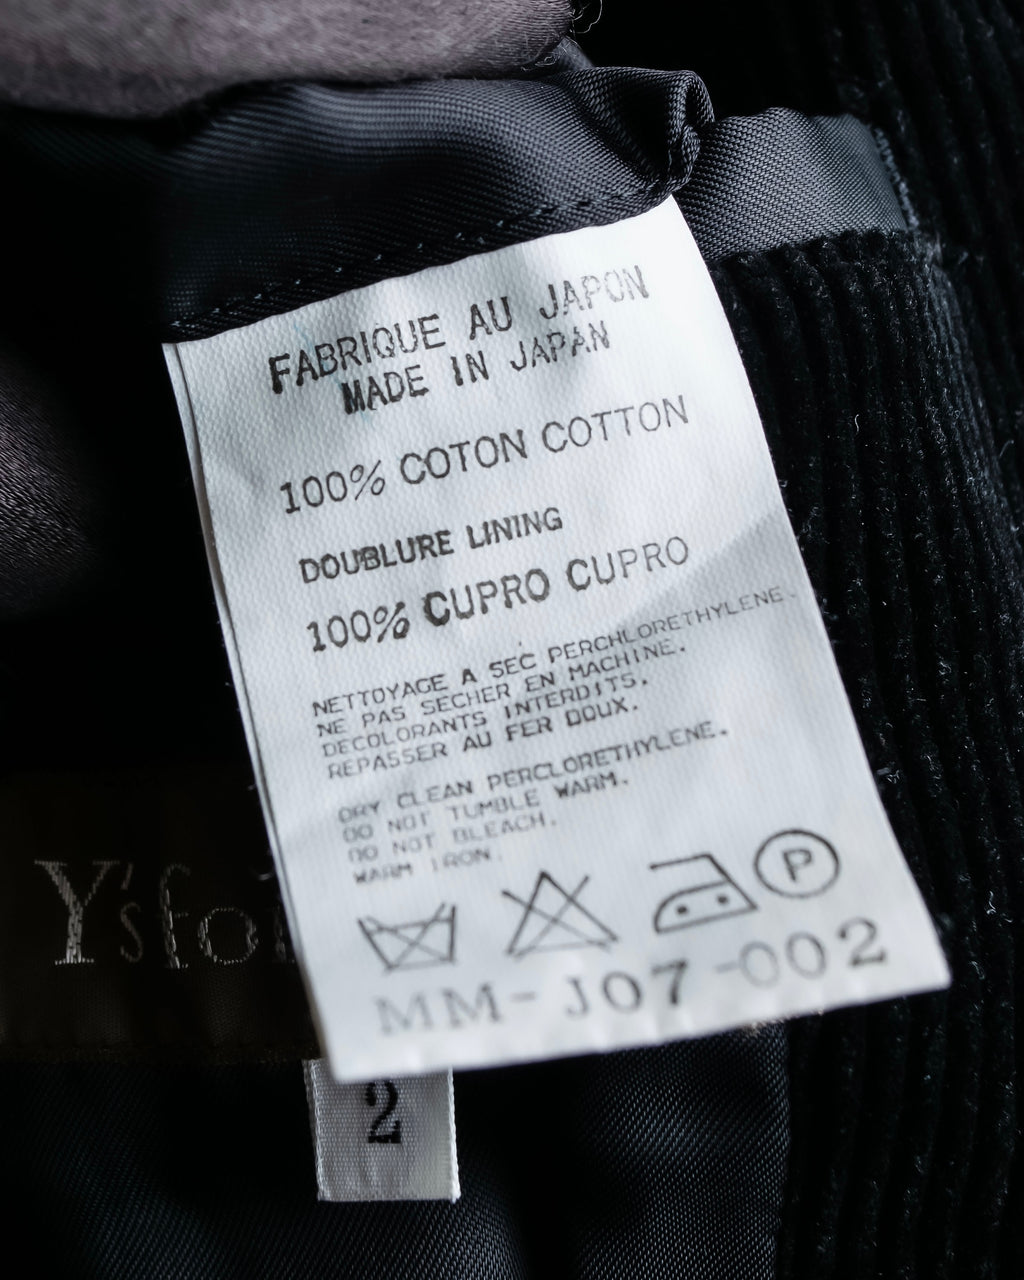 FABRIQUE AU JAPON
MADE IN JAPAN
100% COTON COTTON
DOUBLURE LINING
100% CUPRO CUPRO
NETTOYAGE A SEC PERCHLORETHYLENE.
NE PAS SECHER EN MACHINE.
DECOLORANTS INTERDITS.
REPASSER AU FER DOUX.
DRY CLEAN PERCLORETHYLENE.
DO NOT TUMBLE WARM.
DO NOT BLEACH.
WARM IRON.
P
MM-J07-002
Y's for
2